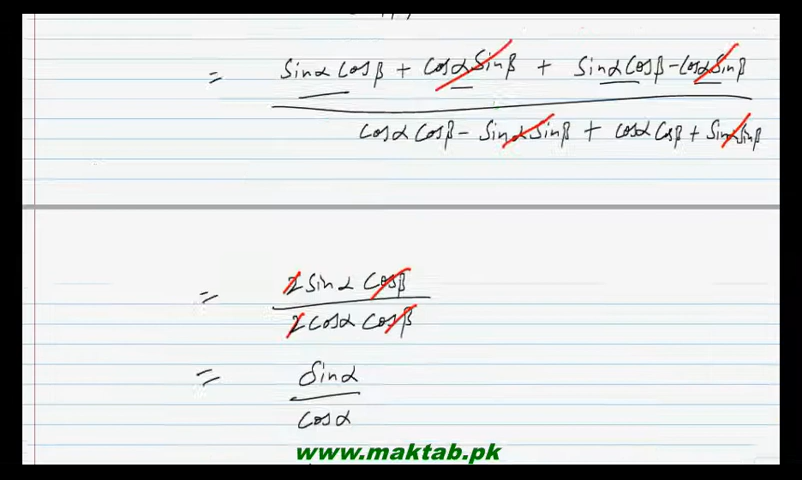 = Sinα Cosβ + Cosα Sinβ + Sinα Cosβ - Cosα Sinβ
Cosα Cosβ - Sinα Sinβ + Cosα Cosβ + Sinα Sinβ
= 2 Sinα Cosβ
2 Cosα Cosβ
= Sinα
Cosα
www.maktab.pk